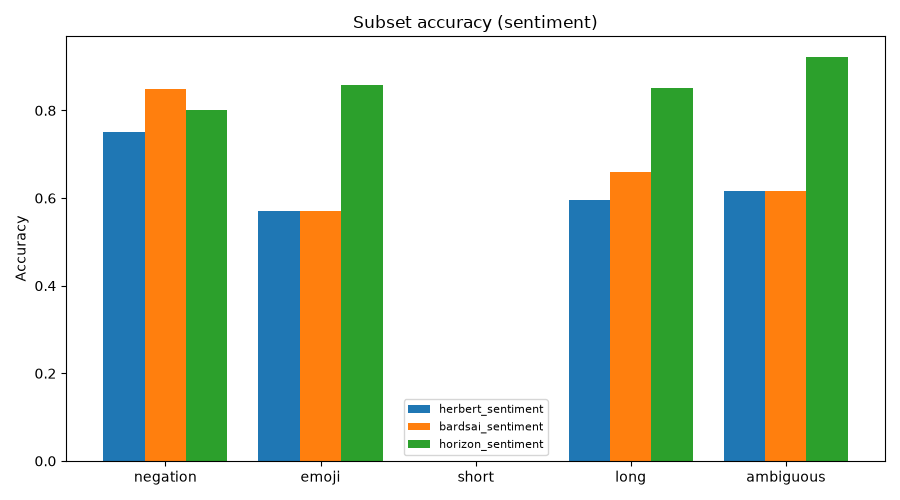 Subset accuracy (sentiment)
Accuracy
0.8
0.6
0.4
0.2
0.0
herbert_sentiment
bardsai_sentiment
horizon_sentiment
negation emoji short long ambiguous